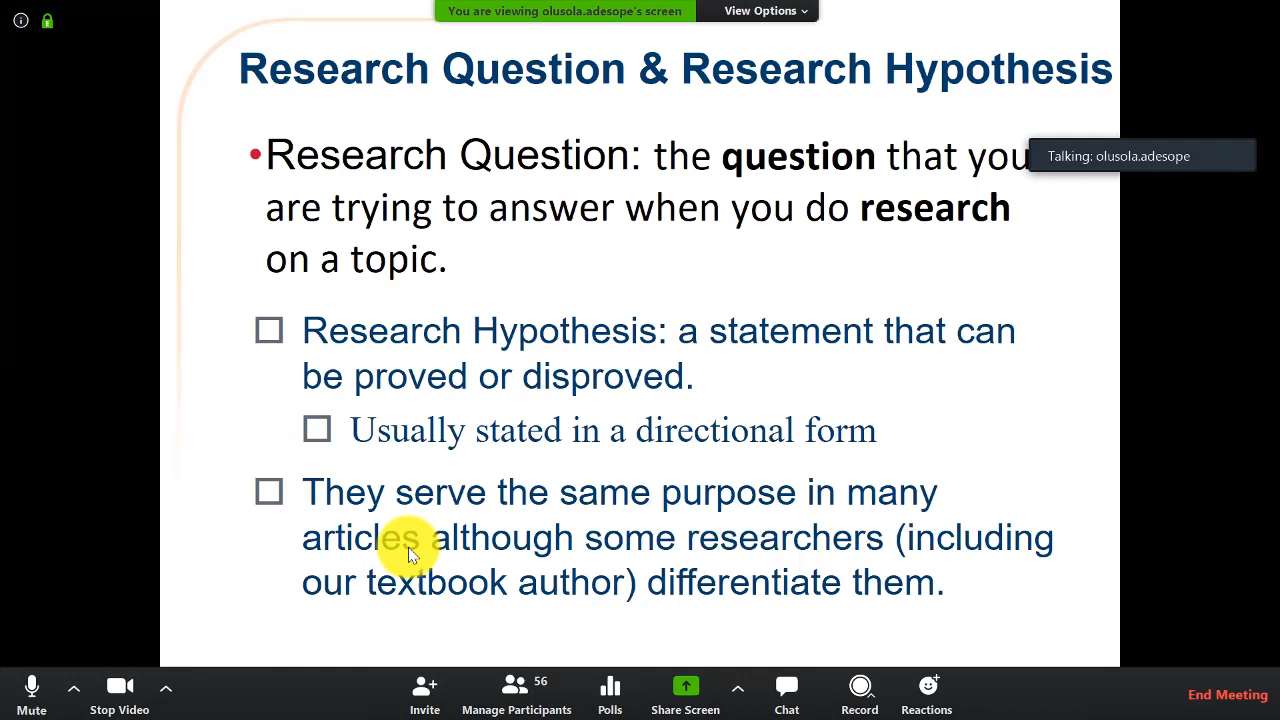 You are viewing olusola.adesope's screen
View Options
Research Question & Research Hypothesis
•Research Question: the question that you
Talking: olusola.adesope
are trying to answer when you do research
on a topic.
Research Hypothesis: a statement that can
be proved or disproved.
Usually stated in a directional form
They serve the same purpose in many
articles although some researchers (including
our textbook author) differentiate them.
56
Mute
Stop Video
Invite
Manage Participants
Polls
Share Screen
Chat
Record
Reactions
End Meeting